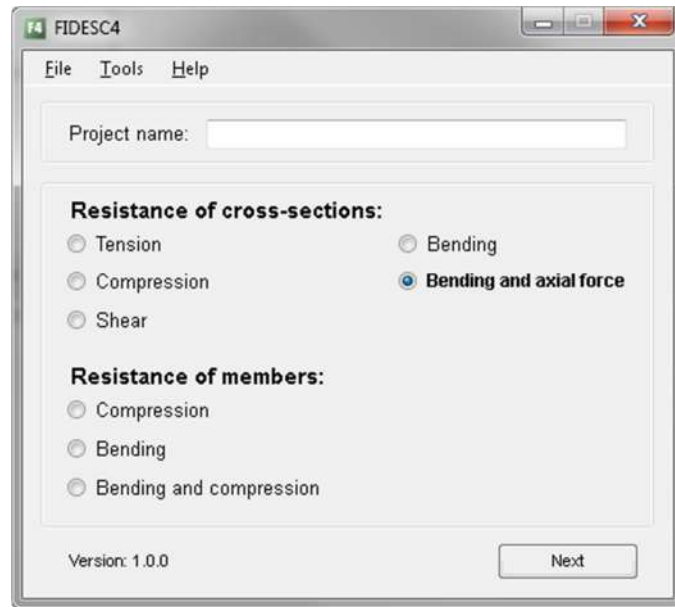 F4 FIDESC4
File Tools Help
Project name:
Resistance of cross-sections:
Tension
Bending
Compression
Bending and axial force
Shear
Resistance of members:
Compression
Bending
Bending and compression
Version: 1.0.0
Next